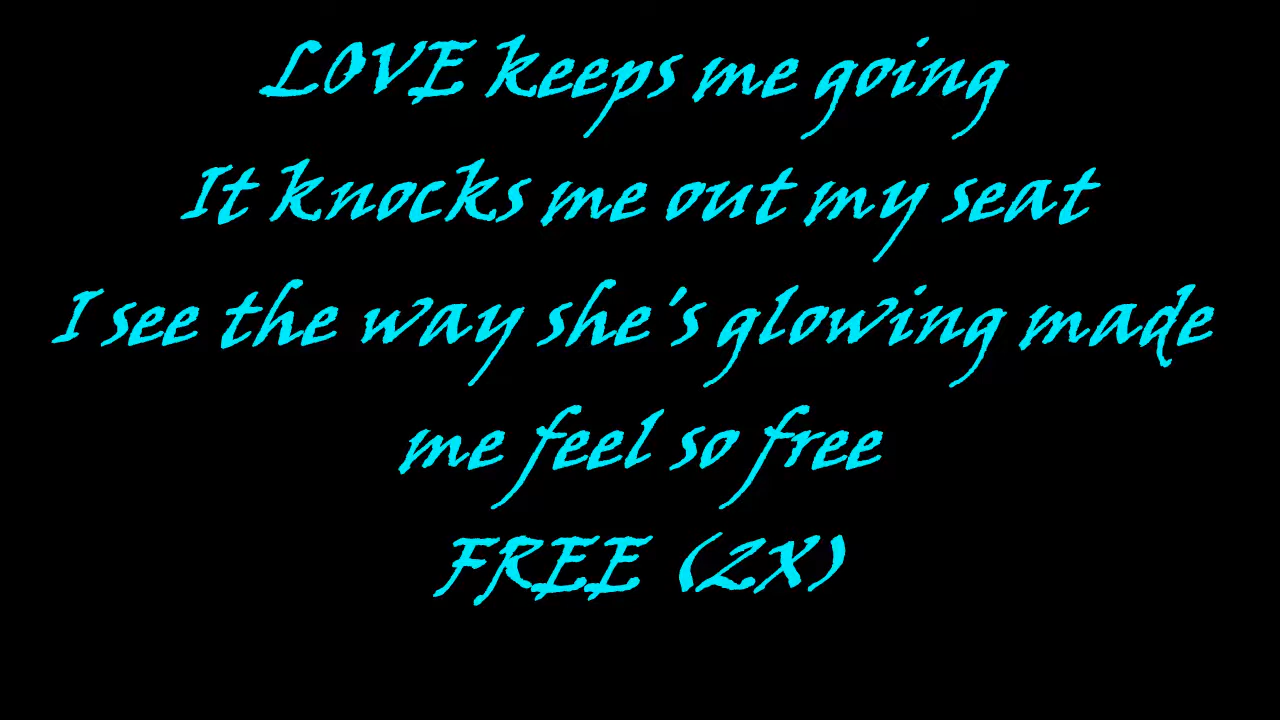 LOVE keeps me going
It knocks me out my seat
I see the way she's glowing made
me feel so free
FREE (2X)